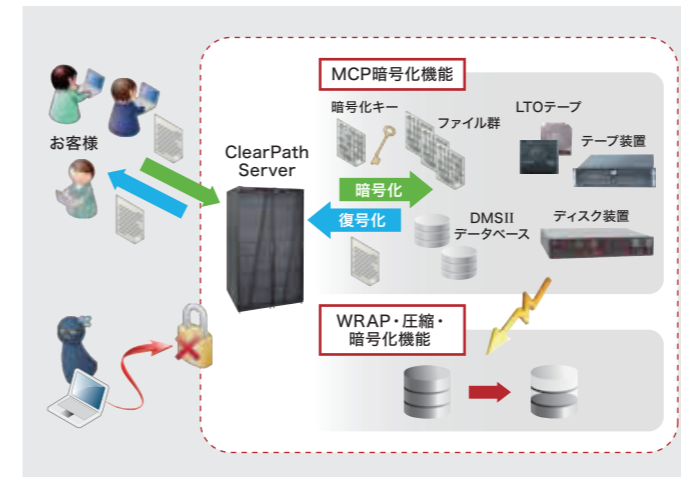 MCP暗号化機能
暗号化キー
ファイル群
LTOテープ
テープ装置
お客様
ClearPath
Server
暗号化
復号化
DMSII
データベース
ディスク装置
WRAP・圧縮・
暗号化機能